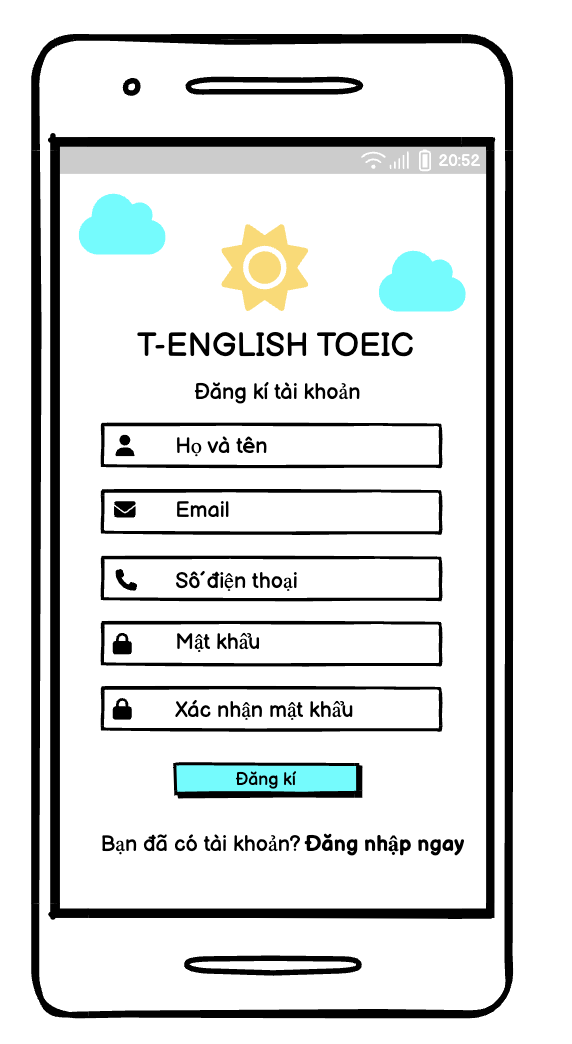 20:52
T-ENGLISH TOEIC
Đăng kí tài khoản
Họ và tên
Email
Số điện thoại
Mật khẩu
Xác nhận mật khẩu
Đăng kí
Bạn đã có tài khoản? Đăng nhập ngay